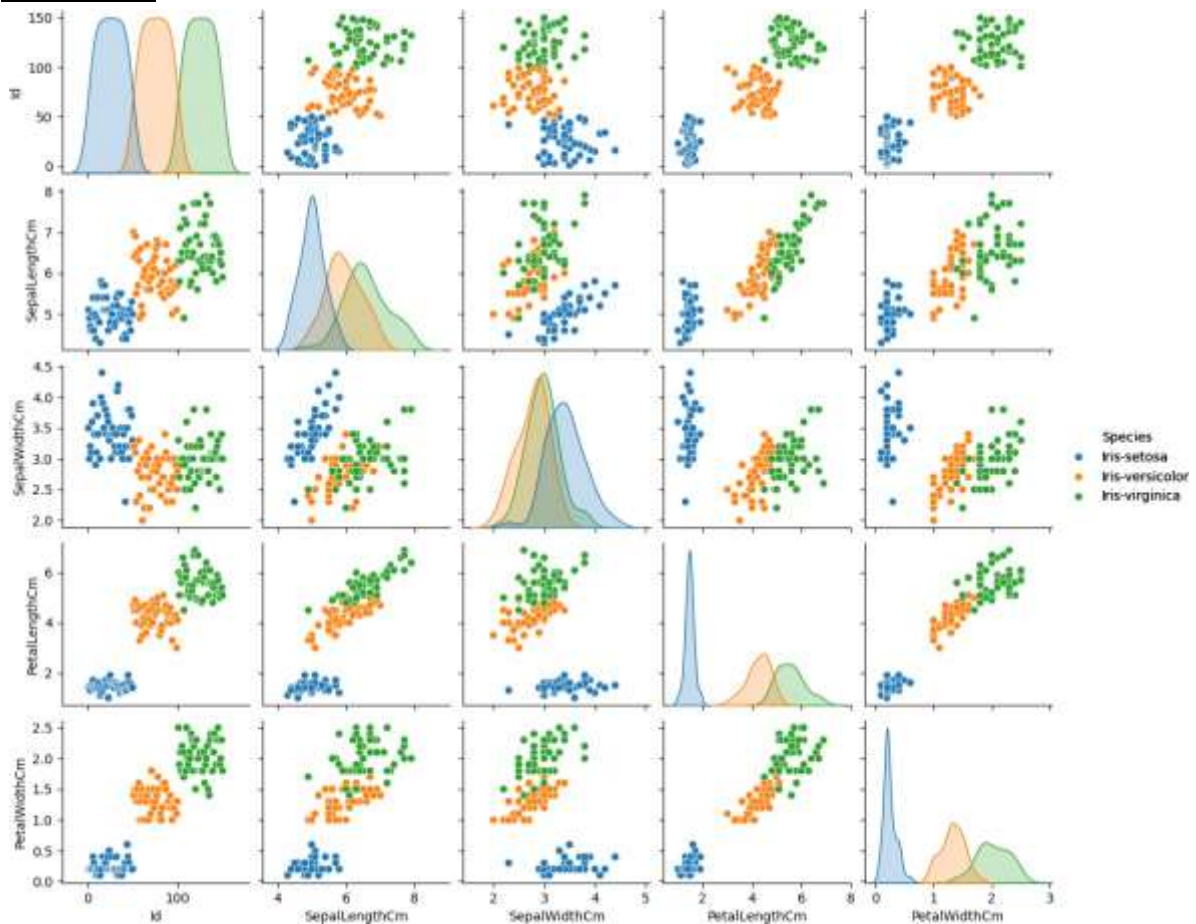 150
100
50
0
Id
8
7
6
5
SepalLengthCm
4.5
4.0
3.5
3.0
2.5
2.0
SepalWidthCm
6
4
2
PetalLengthCm
2.5
2.0
1.5
1.0
0.5
0.0
PetalWidthCm
0 100
Id
4 6 8
SepalLengthCm
2 3 4 5
SepalWidthCm
2 4 6 8
PetalLengthCm
0 1 2 3
PetalWidthCm
Species
Iris-setosa
Iris-versicolor
Iris-virginica